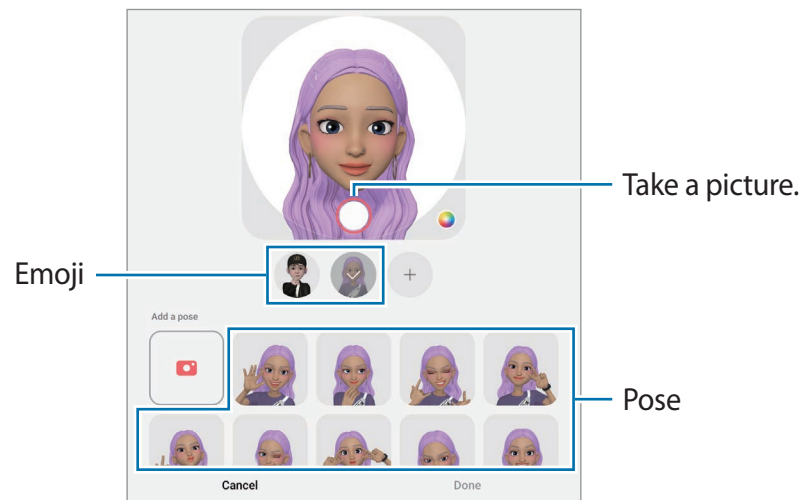 Take a picture.
Emoji
Add a pose
Pose
Cancel
Done